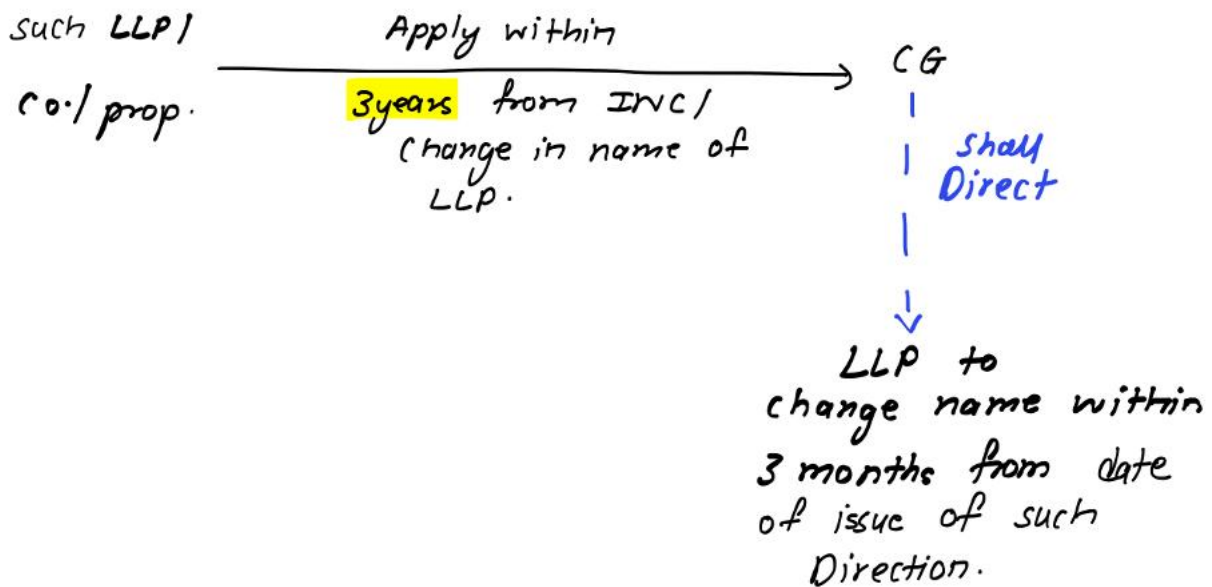 such LLP/
co./ prop.
Apply within
3years from INC/
change in name of
LLP.
CG
shall
Direct
LLP to
change name within
3 months from date
of issue of such
Direction.